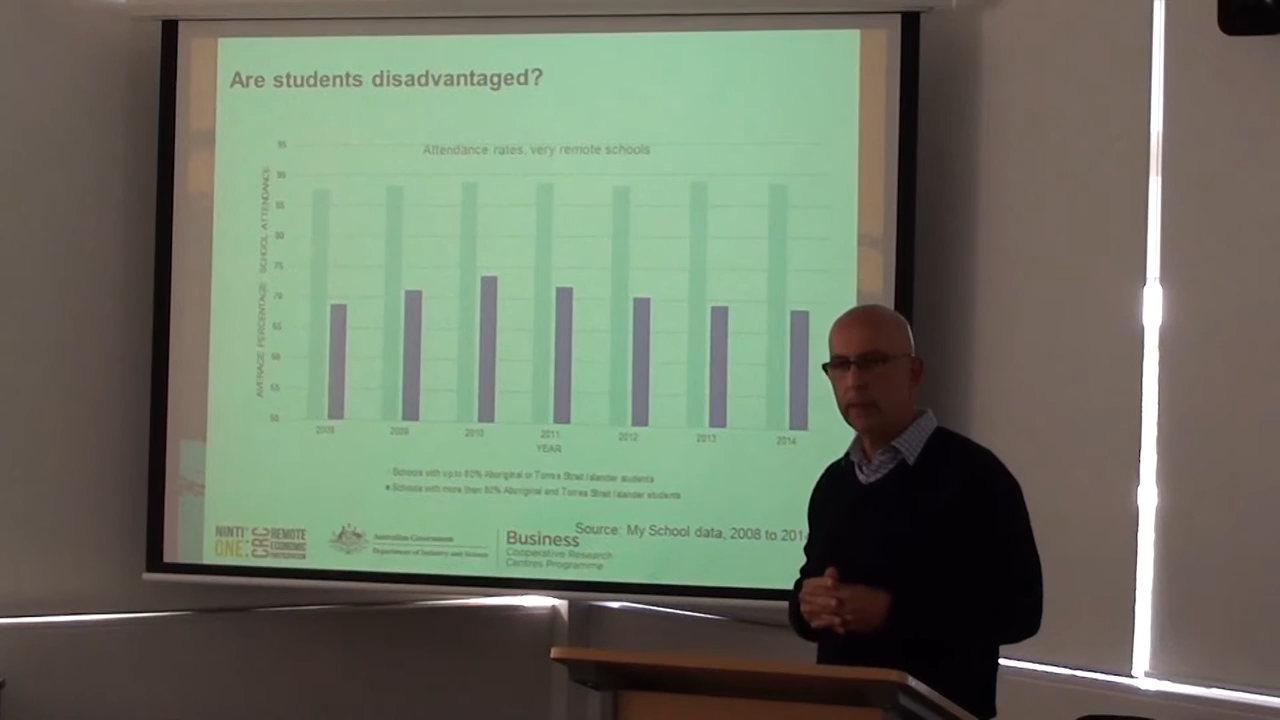 Are students disadvantaged?
Attendance rates, very remote schools
AVERAGE PERCENTAGE SCHOOL ATTENDANCE
95
90
85
80
75
70
65
60
55
50
2008
2009
2010
2011
2012
2013
2014
YEAR
Schools with up to 80% Aboriginal or Torres Strait Islander students
Schools with more than 80% Aboriginal and Torres Strait Islander students
Source: My School data, 2008 to 201
NINTI
ONE:
CRC
REMOTE
ECONOMIC
PARTICIPATION
Australian Government
Department of Industry and Science
Business
Cooperative Research
Centres Programme